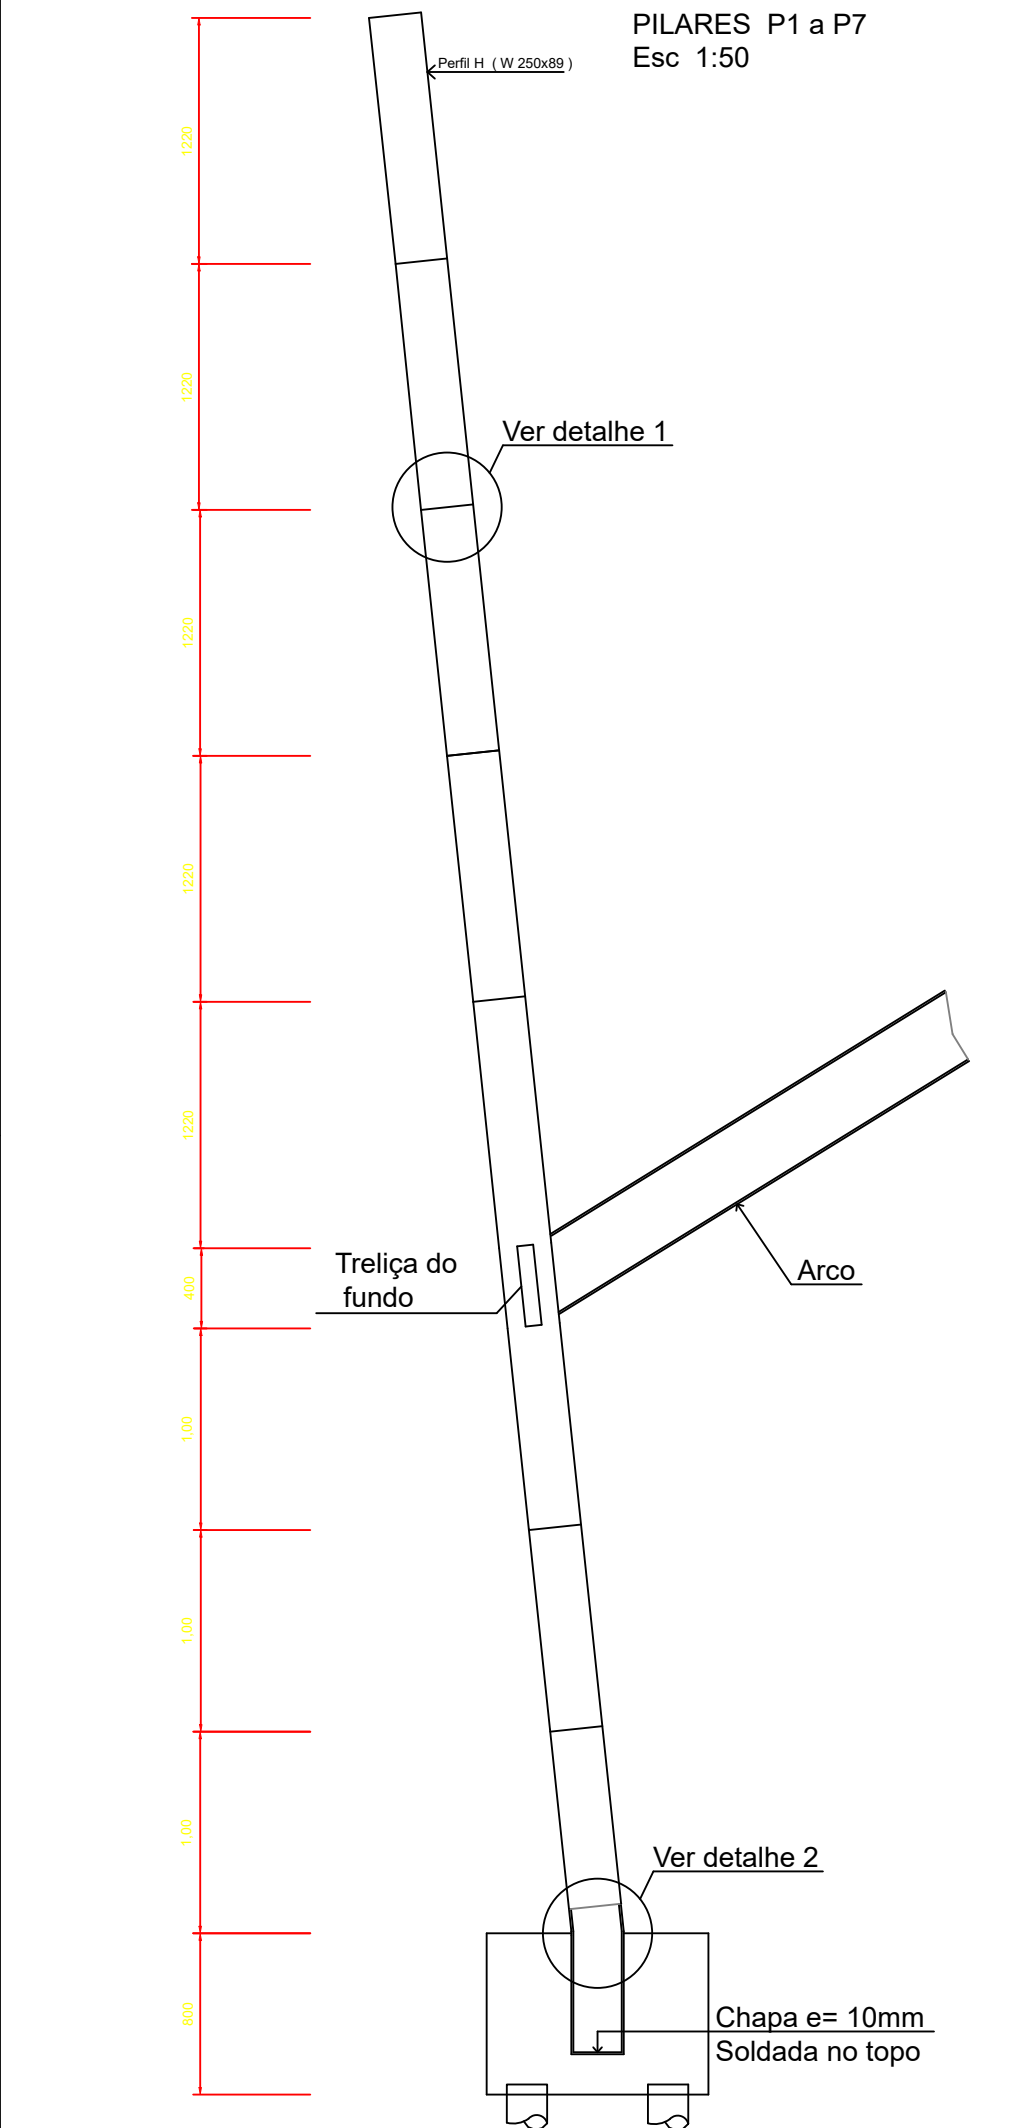 PILARES P1 a P7
Esc 1:50
Perfil H ( W 250x89 )
1220
1220
Ver detalhe 1
1220
1220
1220
Treliça do
fundo
Arco
400
1.00
1.00
1.00
Ver detalhe 2
800
Chapa e= 10mm
Soldada no topo